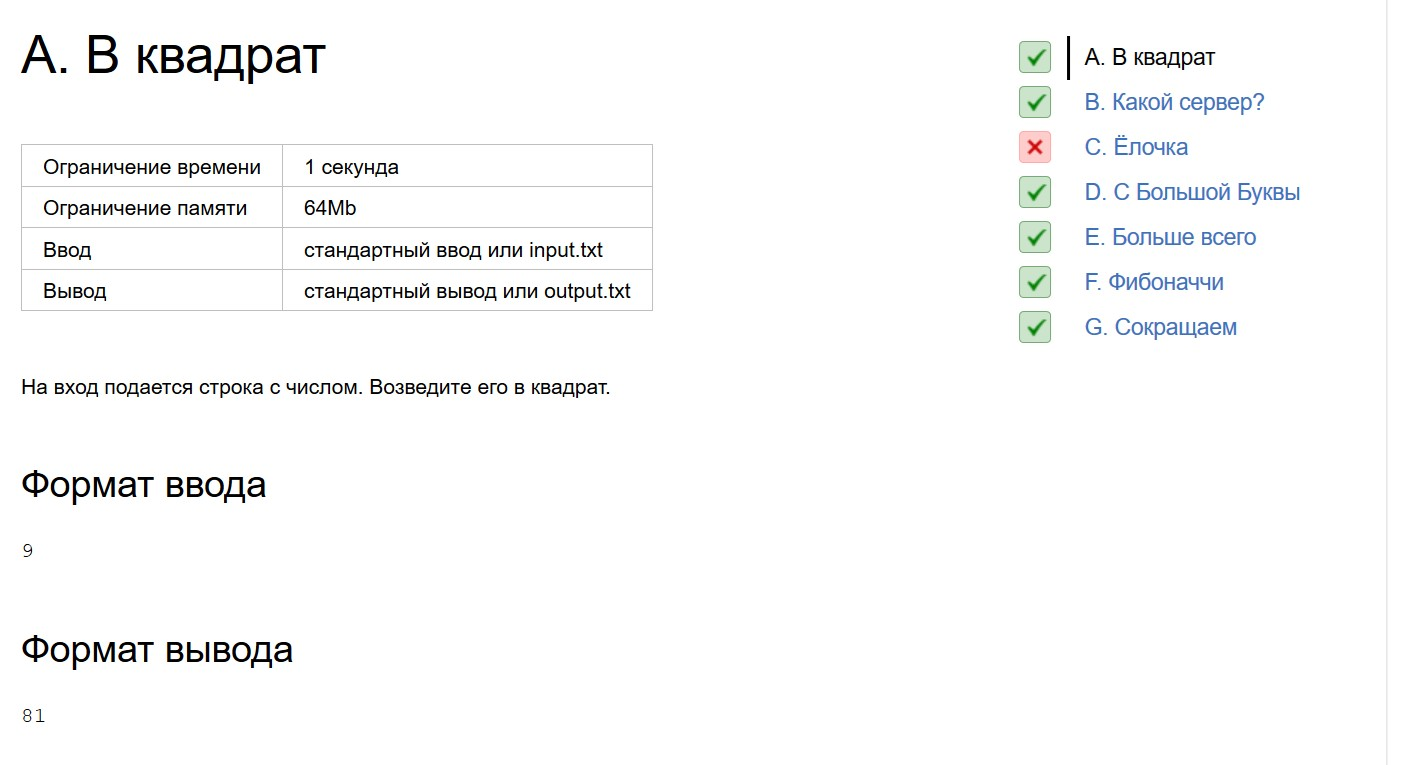 A. В квадрат
Ограничение времени 1 секунда
Ограничение памяти 64Mb
Ввод стандартный ввод или input.txt
Вывод стандартный вывод или output.txt
На вход подается строка с числом. Возведите его в квадрат.
Формат ввода
9
Формат вывода
81
A. В квадрат
B. Какой сервер?
C. Ёлочка
D. С Большой Буквы
E. Больше всего
F. Фибоначчи
G. Сокращаем